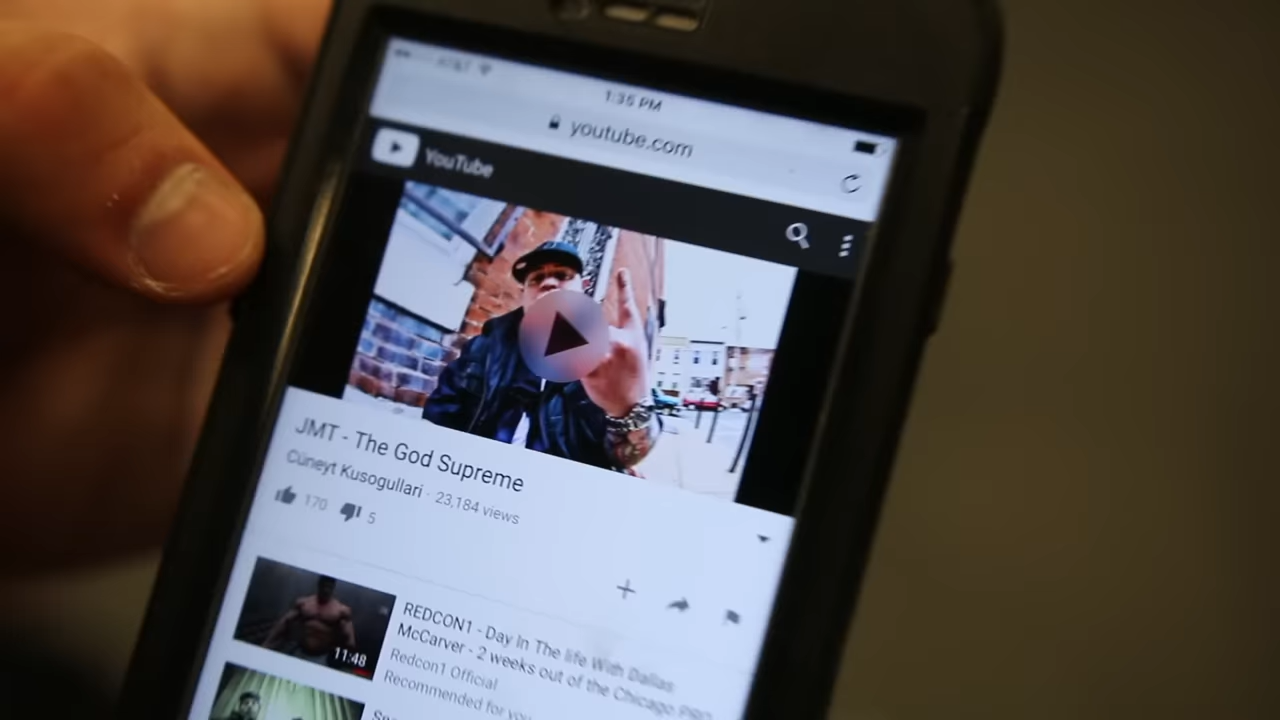 AT&T
1:35 PM
youtube.com
YouTube
JMT - The God Supreme
Cüneyt Kusogullari · 23,184 views
170 5
11:48
REDCON1 - Day In The life With Dallas
McCarver - 2 weeks out of the Chicago PRO
Redcon1 Official
Recommended for you